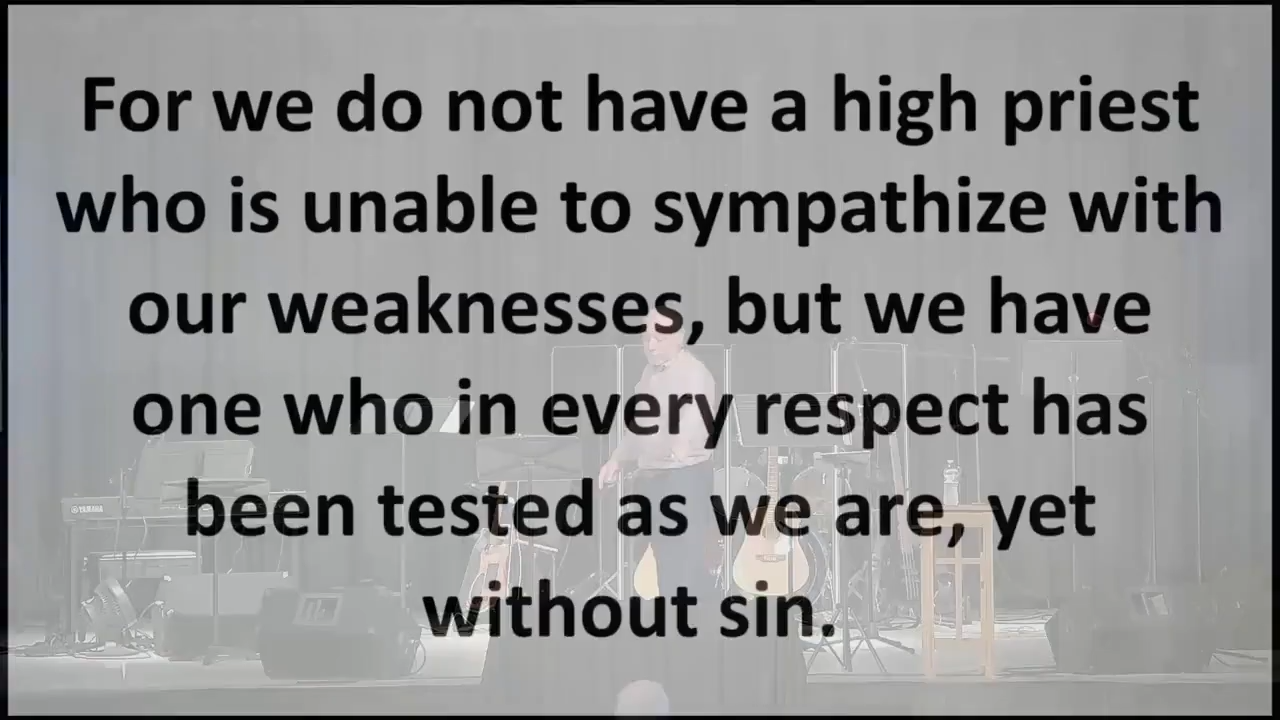 For we do not have a high priest
who is unable to sympathize with
our weaknesses, but we have
one who in every respect has
been tested as we are, yet
without sin.
YAMAHA